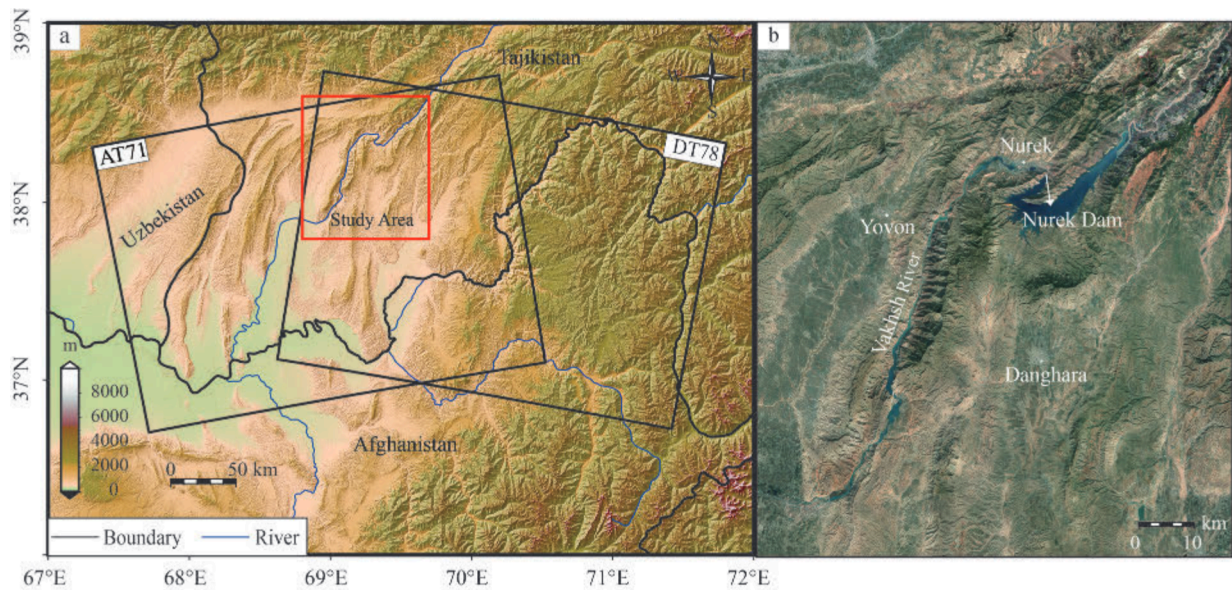 a
39°N
38°N
37°N
Tajikistan
N
W
E
S
AT71
DT78
Uzbekistan
Study Area
Afghanistan
m
8000
6000
4000
2000
0
0 50 km
Boundary River
67°E 68°E 69°E 70°E 71°E 72°E
b
Nurek
Nurek Dam
Yovon
Vakhsh River
Danghara
km
0 10